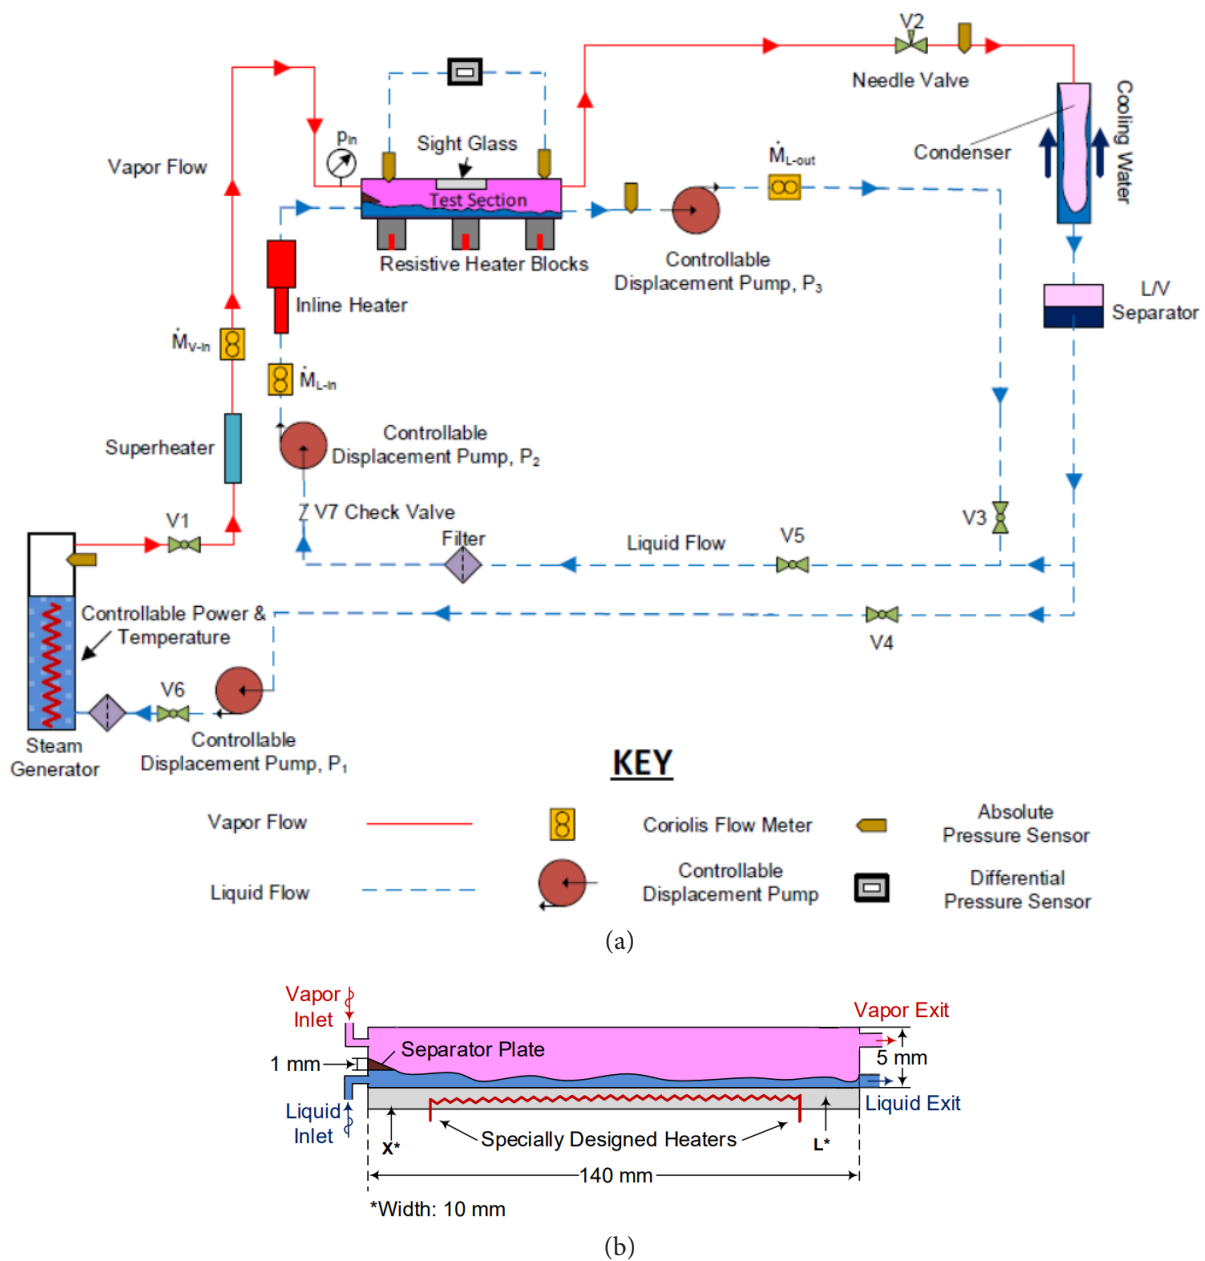 V2
Needle Valve
Cooling Water
Condenser
pIn
Sight Glass
Vapor Flow
Test Section
ṀL-out
Resistive Heater Blocks
Controllable
Displacement Pump, P3
Inline Heater
L/V
Separator
ṀV-In
ṀL-In
Superheater
Controllable
Displacement Pump, P2
V1
V7 Check Valve
V3
Filter
Liquid Flow
V5
Controllable Power &
Temperature
V4
V6
Steam
Generator
Controllable
Displacement Pump, P1
KEY
Vapor Flow
Coriolis Flow Meter
Absolute
Pressure Sensor
Liquid Flow
Controllable
Displacement Pump
Differential
Pressure Sensor
(a)
Vapor
Inlet
Vapor Exit
Separator Plate
1 mm
5 mm
Liquid
Inlet
Liquid Exit
X*
Specially Designed Heaters
L*
140 mm
*Width: 10 mm
(b)